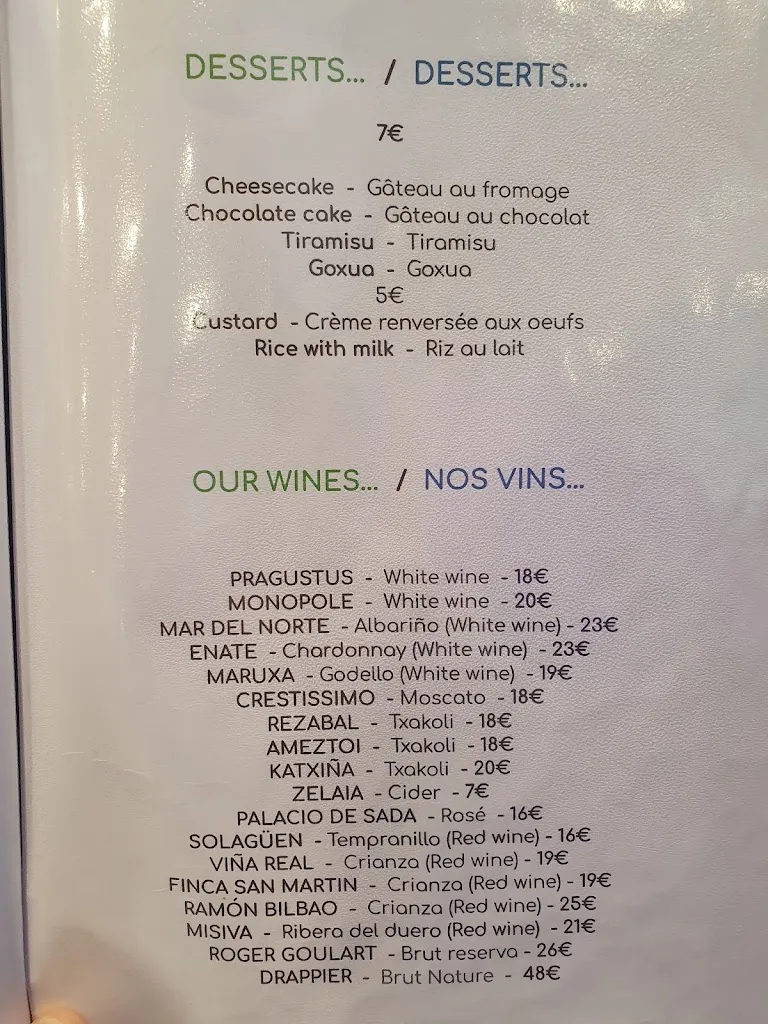 DESSERTS... / DESSERTS...
7€
Cheesecake - Gâteau au fromage
Chocolate cake - Gâteau au chocolat
Tiramisu - Tiramisu
Goxua - Goxua
5€
Custard - Crème renversée aux oeufs
Rice with milk - Riz au lait
OUR WINES... / NOS VINS...
PRAGUSTUS - White wine - 18€
MONOPOLE - White wine - 20€
MAR DEL NORTE - Albariño (White wine) - 23€
ENATE - Chardonnay (White wine) - 23€
MARUXA - Godello (White wine) - 19€
CRESTISSIMO - Moscato - 18€
REZABAL - Txakoli - 18€
AMEZTOI - Txakoli - 18€
KATXIÑA - Txakoli - 20€
ZELAIA - Cider - 7€
PALACIO DE SADA - Rosé - 16€
SOLAGÜEN - Tempranillo (Red wine) - 16€
VIÑA REAL - Crianza (Red wine) - 19€
FINCA SAN MARTIN - Crianza (Red wine) - 19€
RAMÓN BILBAO - Crianza (Red wine) - 25€
MISIVA - Ribera del duero (Red wine) - 21€
ROGER GOULART - Brut reserva - 26€
DRAPPIER - Brut Nature - 48€